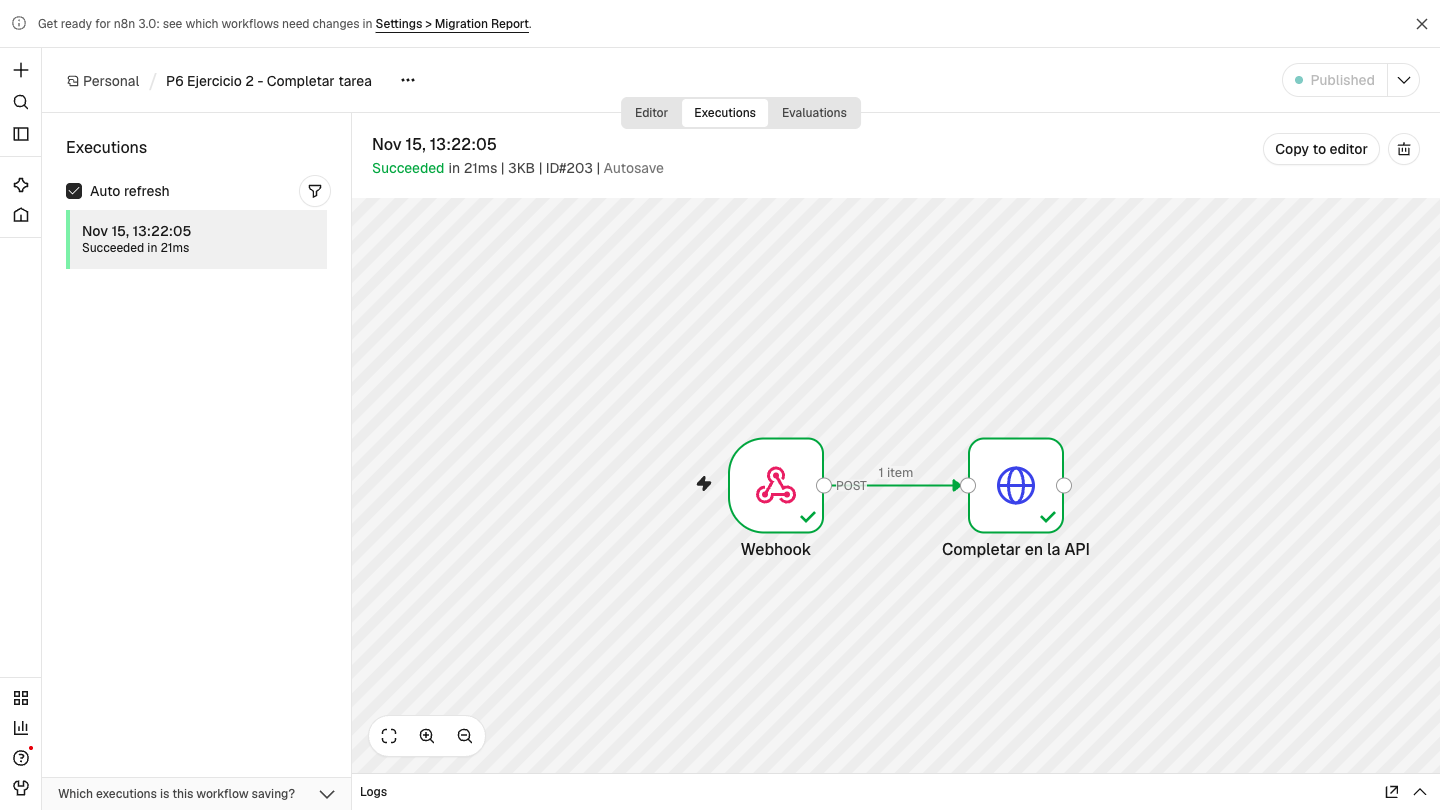 Get ready for n8n 3.0: see which workflows need changes in Settings > Migration Report.
Personal / P6 Ejercicio 2 - Completar tarea ···
Published
Editor Executions Evaluations
Executions
Auto refresh
Nov 15, 13:22:05
Succeeded in 21ms
Nov 15, 13:22:05
Succeeded in 21ms | 3KB | ID#203 | Autosave
Copy to editor
1 item
POST
Webhook
Completar en la API
Which executions is this workflow saving?
Logs